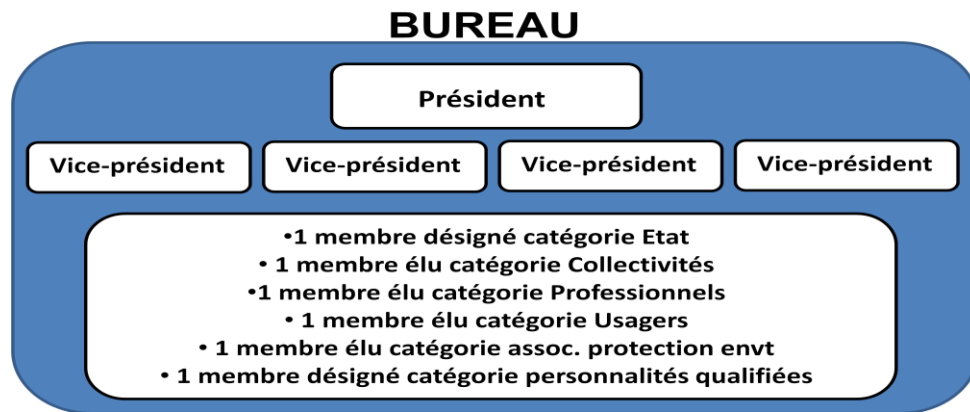 BUREAU
Président
Vice-président
Vice-président
Vice-président
Vice-président
•1 membre désigné catégorie Etat
• 1 membre élu catégorie Collectivités
•1 membre élu catégorie Professionnels
• 1 membre élu catégorie Usagers
• 1 membre élu catégorie assoc. protection envt
• 1 membre désigné catégorie personnalités qualifiées